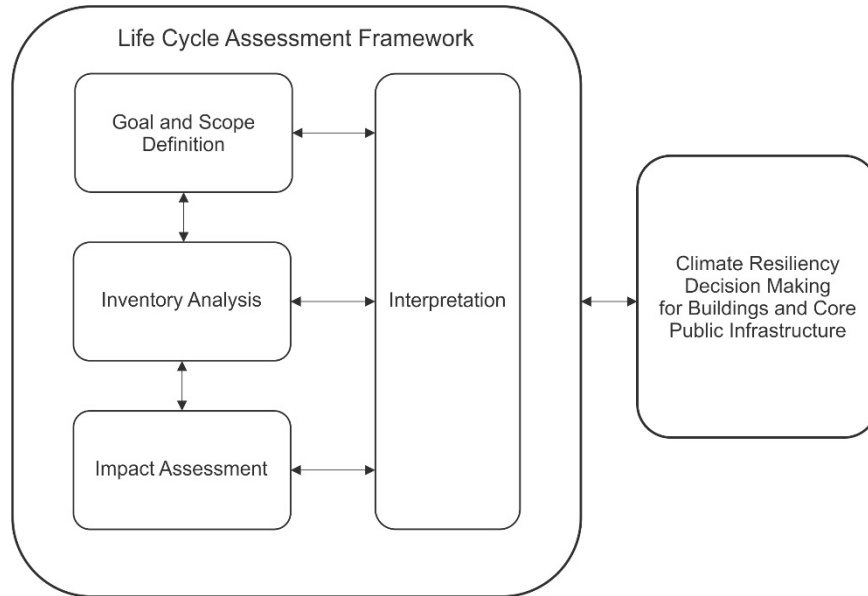 Life Cycle Assessment Framework
Goal and Scope
Definition
Inventory Analysis
Impact Assessment
Interpretation
Climate Resiliency
Decision Making
for Buildings and Core
Public Infrastructure